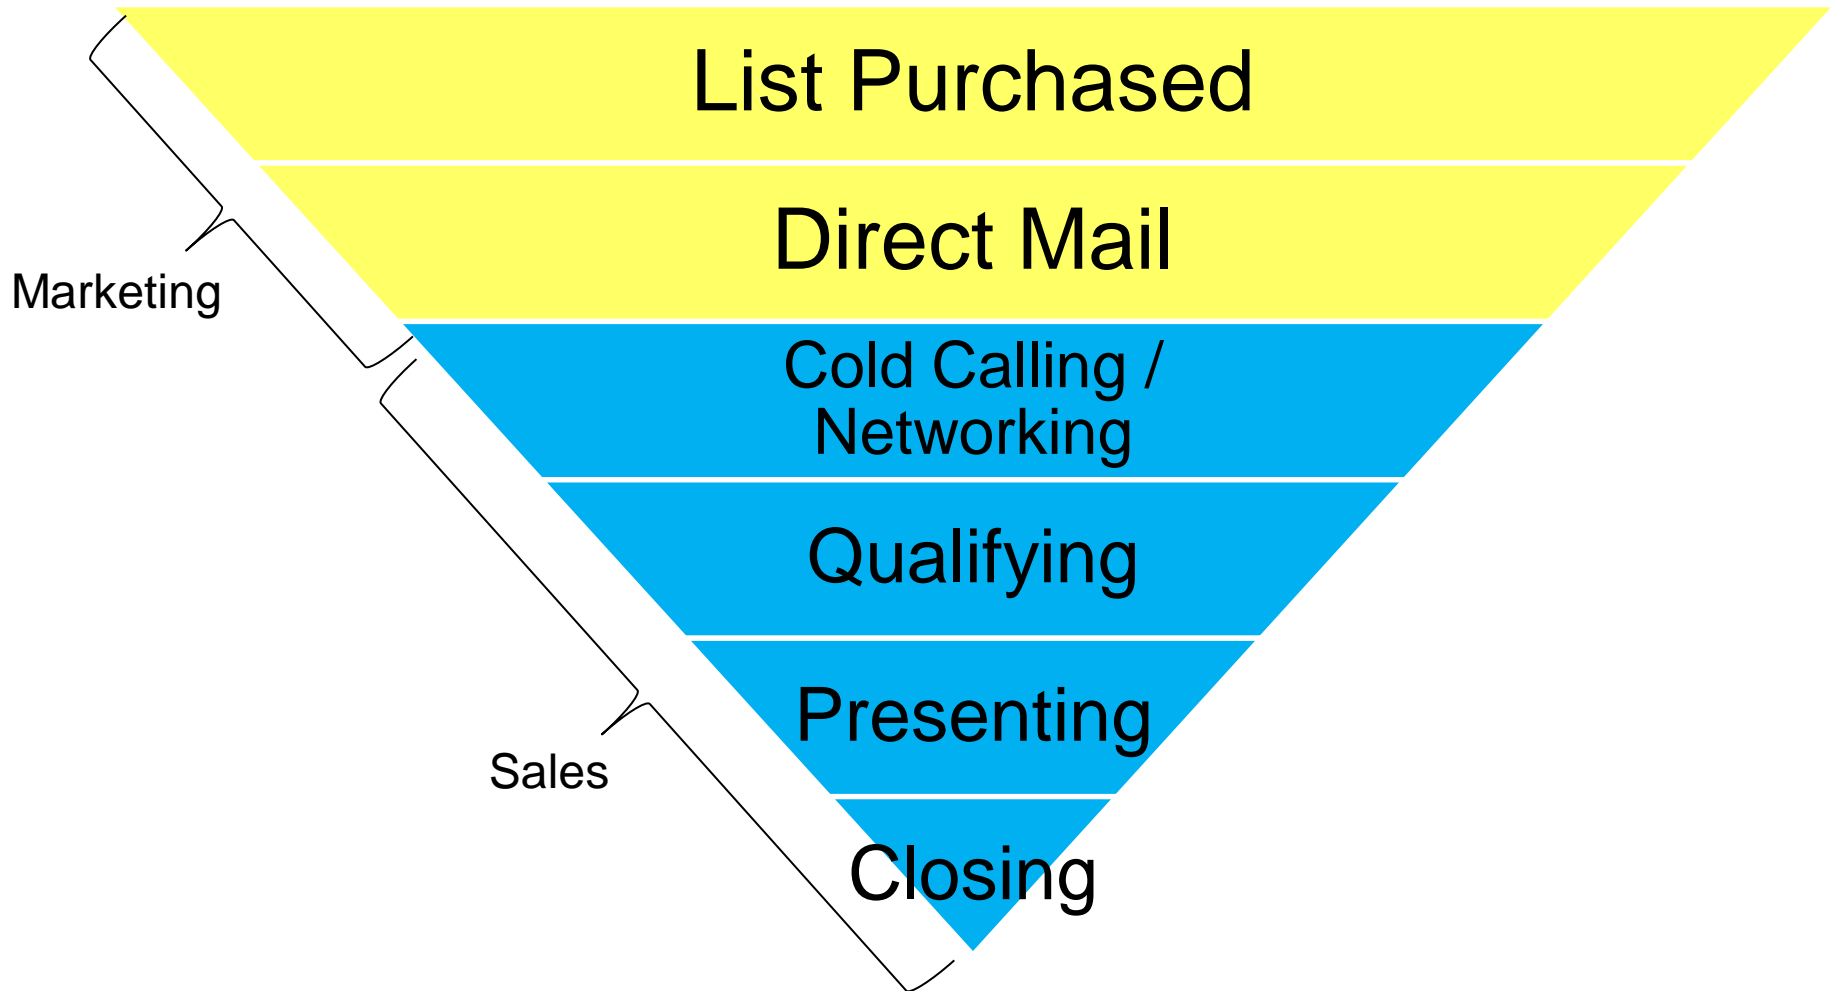 List Purchased
Direct Mail
Marketing
Cold Calling /
Networking
Qualifying
Presenting
Sales
Closing